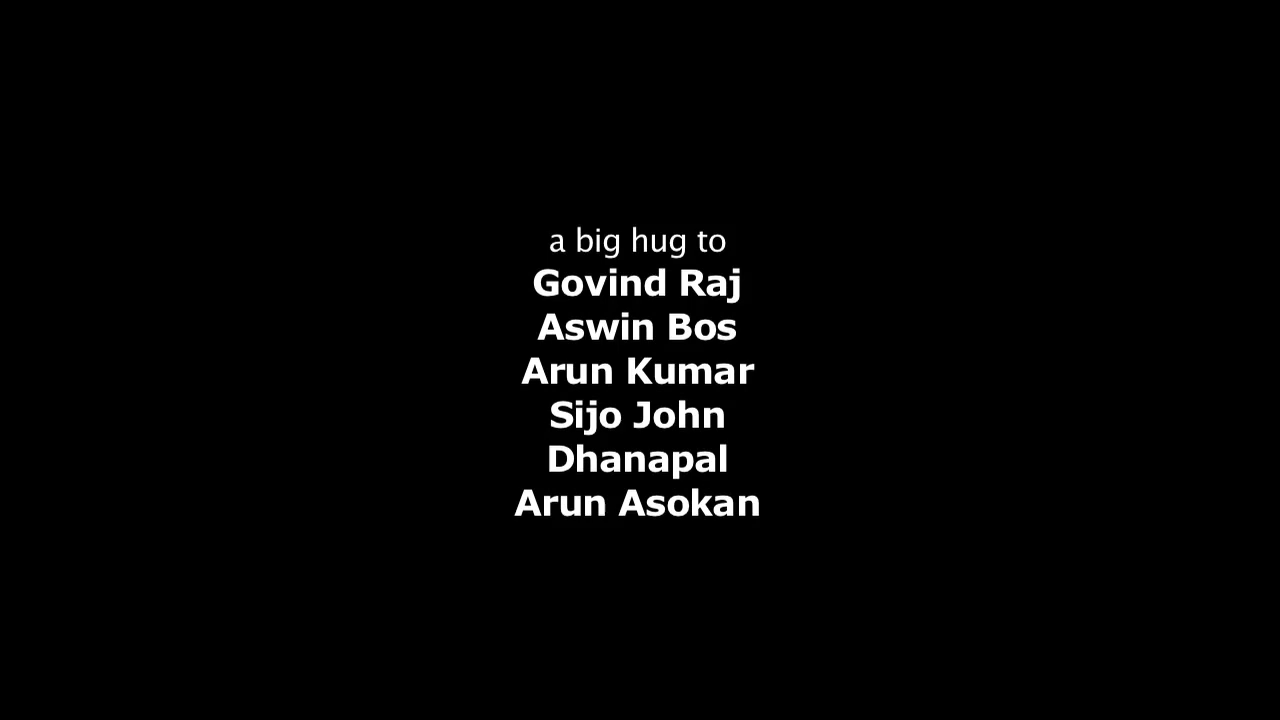 a big hug to
Govind Raj
Aswin Bos
Arun Kumar
Sijo John
Dhanapal
Arun Asokan